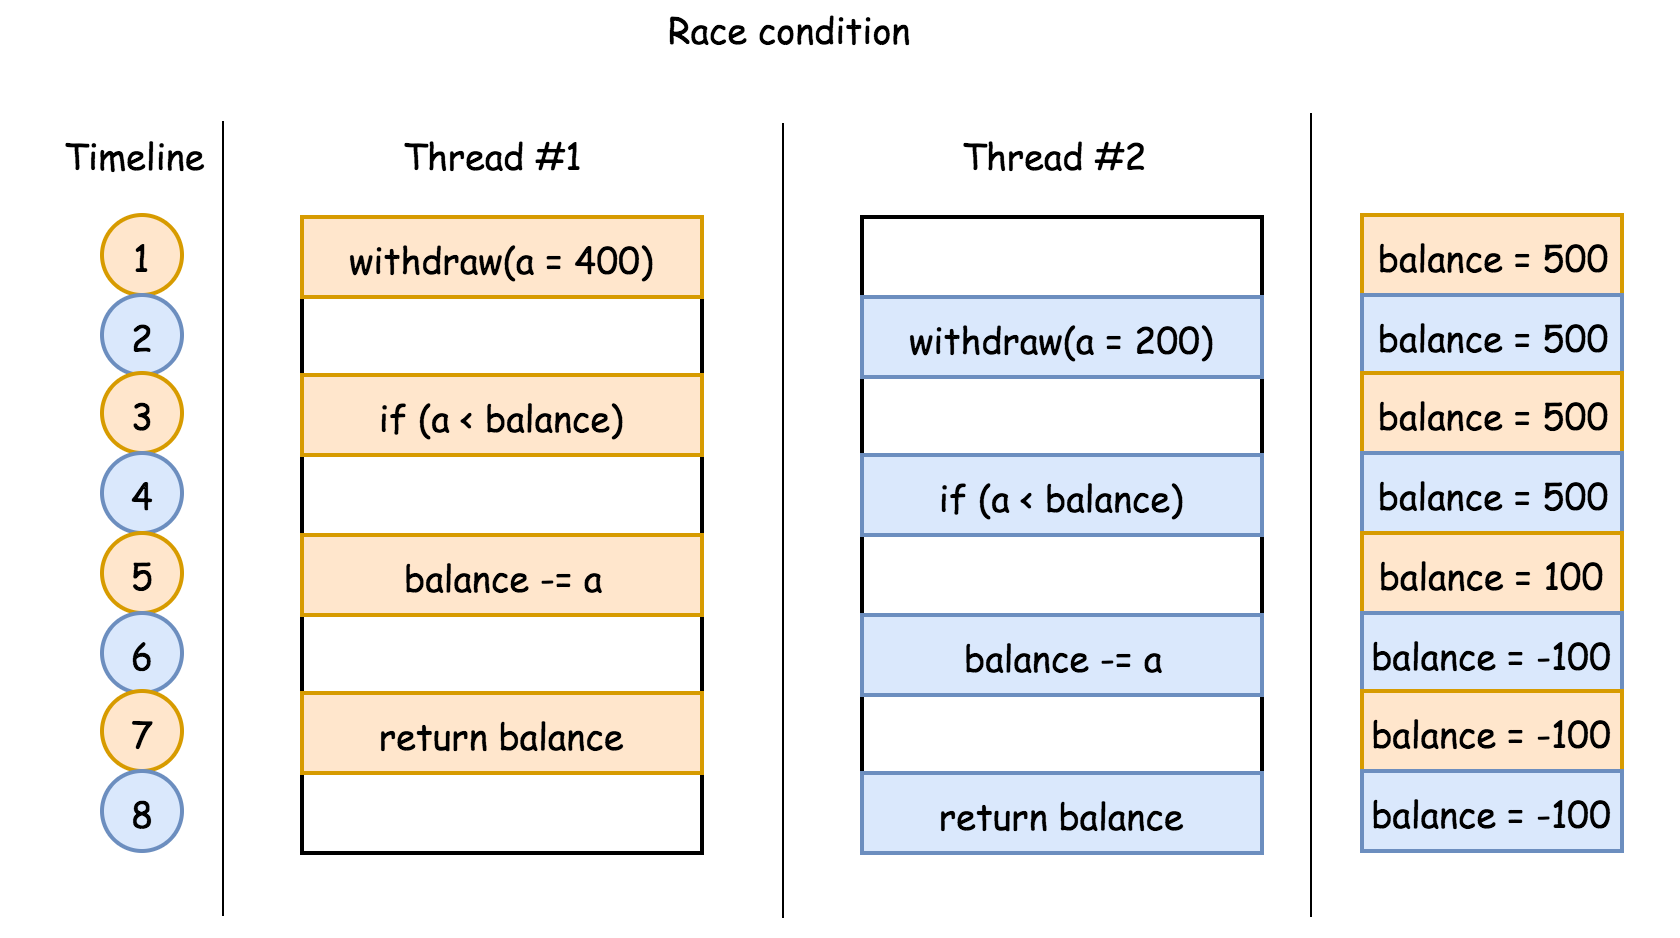 Race condition
Timeline
Thread #1
Thread #2
1
withdraw(a = 400)
balance = 500
2
withdraw(a = 200)
balance = 500
3
if (a < balance)
balance = 500
4
if (a < balance)
balance = 500
5
balance -= a
balance = 100
6
balance -= a
balance = -100
7
return balance
balance = -100
8
return balance
balance = -100